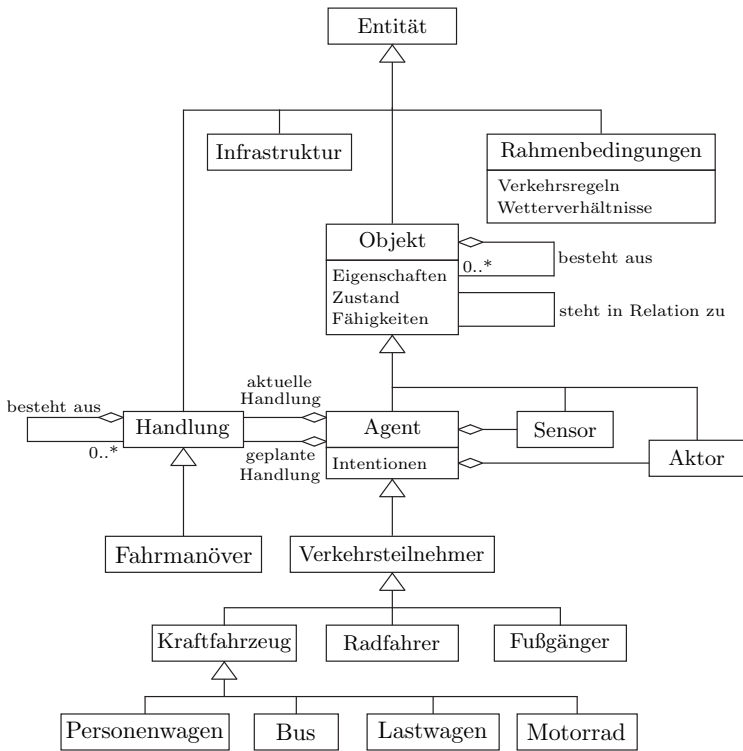 Entität
Infrastruktur
Rahmenbedingungen
Verkehrsregeln
Wetterverhältnisse
Objekt
Eigenschaften
Zustand
Fähigkeiten
0..*
besteht aus
steht in Relation zu
besteht aus
0..*
Handlung
aktuelle
Handlung
geplante
Handlung
Agent
Intentionen
Sensor
Aktor
Fahrmanöver
Verkehrsteilnehmer
Kraftfahrzeug
Radfahrer
Fußgänger
Personenwagen
Bus
Lastwagen
Motorrad